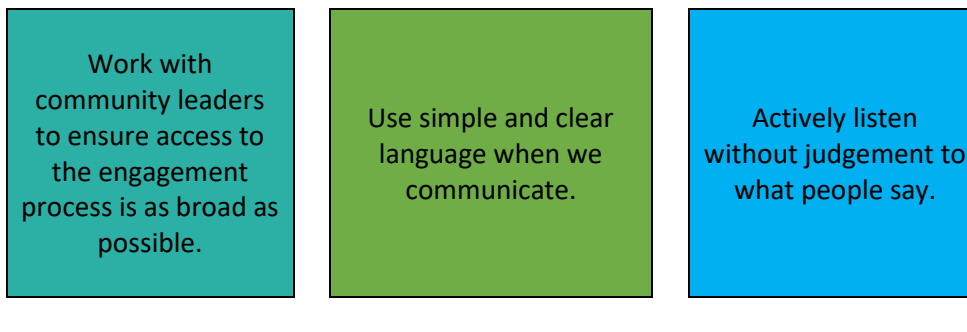 Work with
community leaders
to ensure access to
the engagement
process is as broad as
possible.
Use simple and clear
language when we
communicate.
Actively listen
without judgement to
what people say.